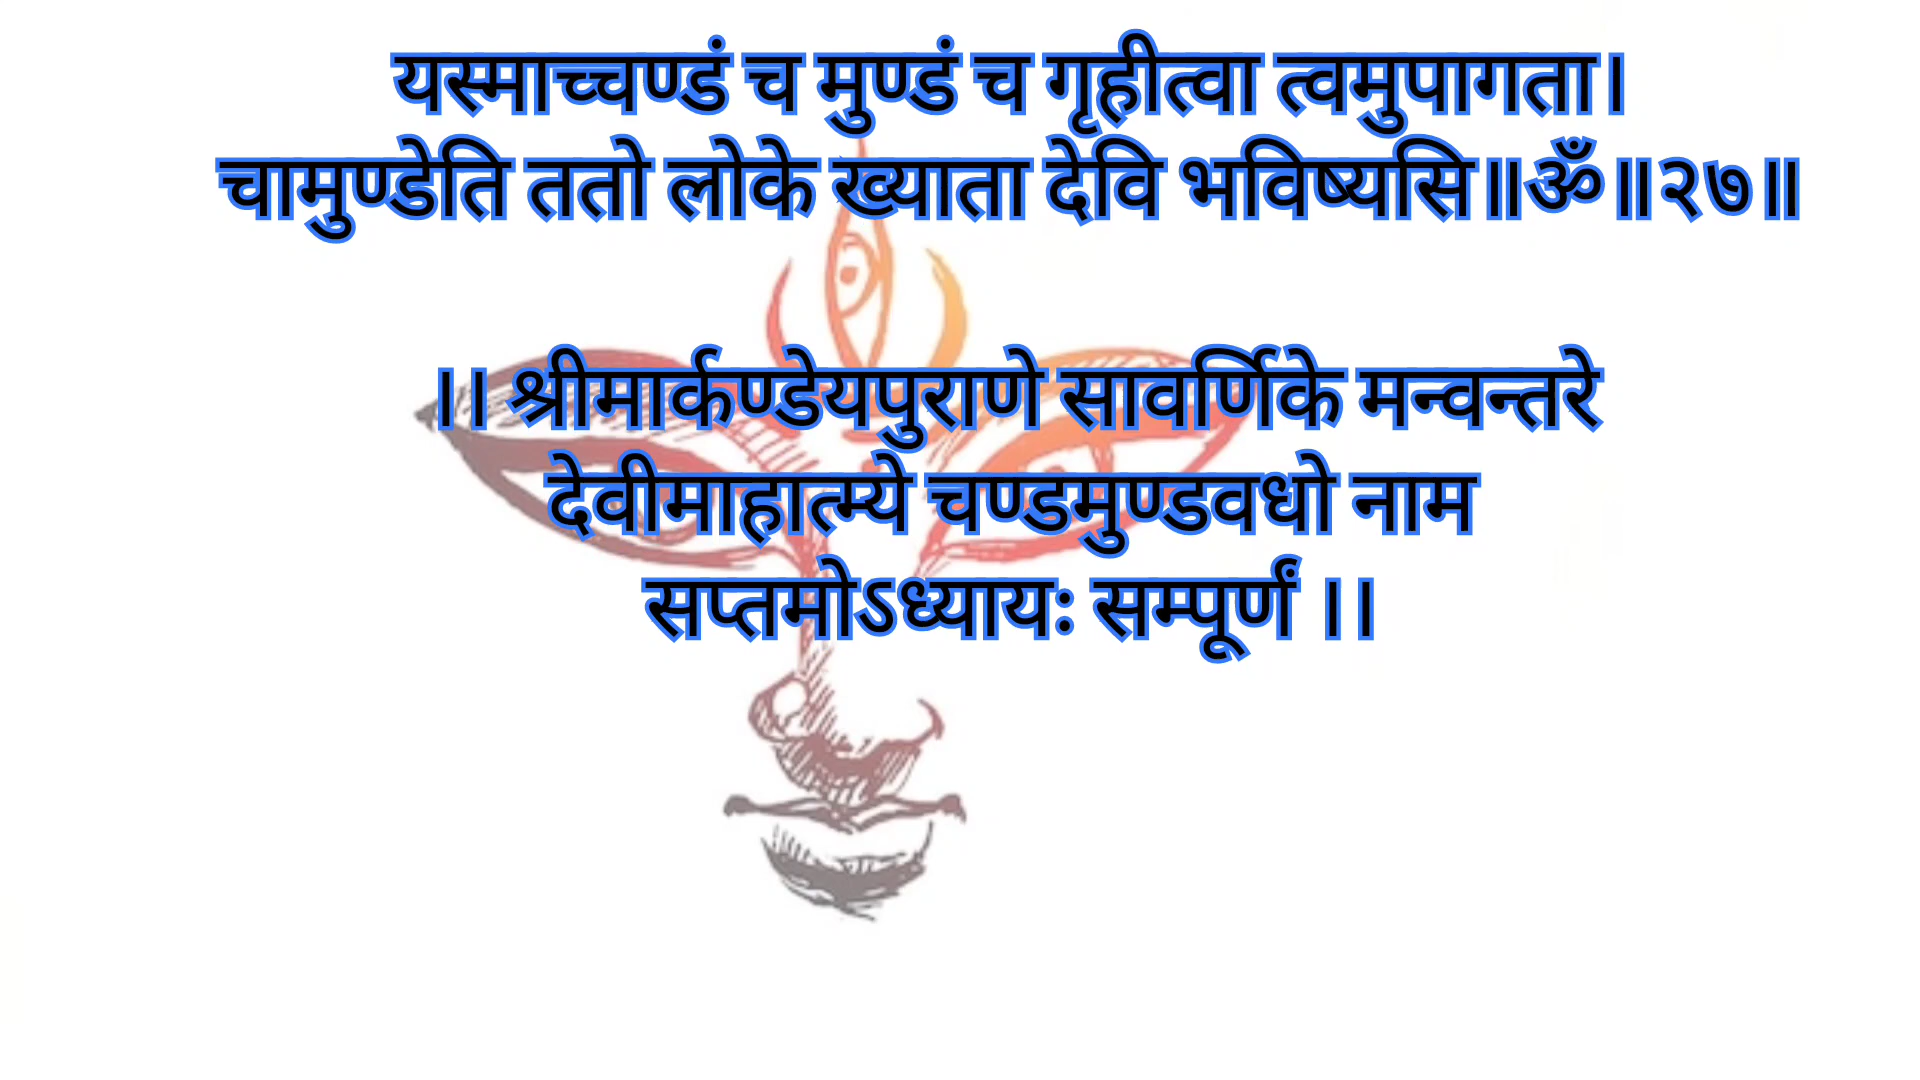 यस्माच्चण्डं च मुण्डं च गृहीत्वा त्वमुपागता।
चामुण्डेति ततो लोके ख्याता देवि भविष्यसि॥ॐ॥२७॥
।। श्रीमार्कण्डेयपुराणे सावर्णिके मन्वन्तरे
देवीमाहात्म्ये चण्डमुण्डवधो नाम
सप्तमोऽध्यायः सम्पूर्णं ।।